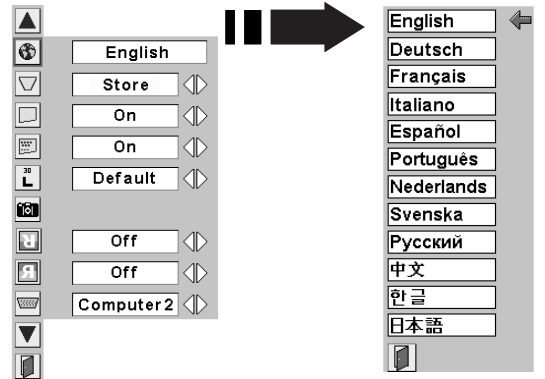 English
Store
On
On
Default
Off
Off
Computer2
English
Deutsch
Français
Italiano
Español
Português
Nederlands
Svenska
Русский
中文
한글
日本語